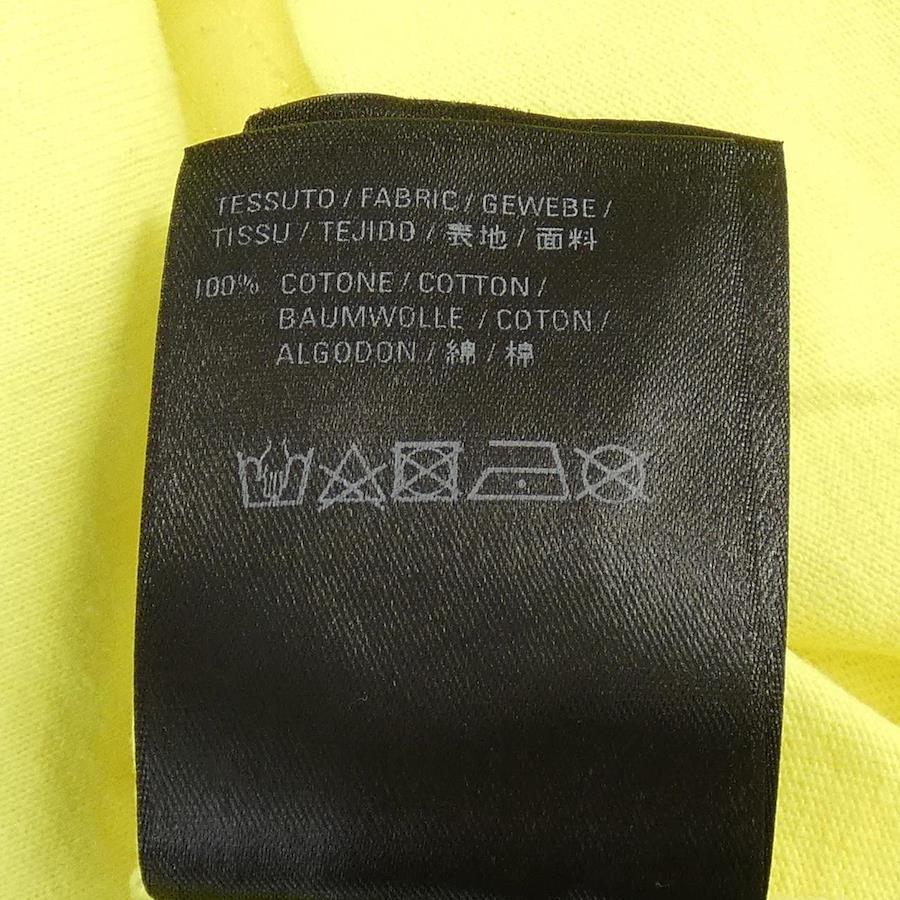 TESSUTO / FABRIC / GEWEBE /
TISSU / TEJIDO / 表地 / 面料
100% COTONE / COTTON /
BAUMWOLLE / COTON /
ALGODON / 綿 / 棉